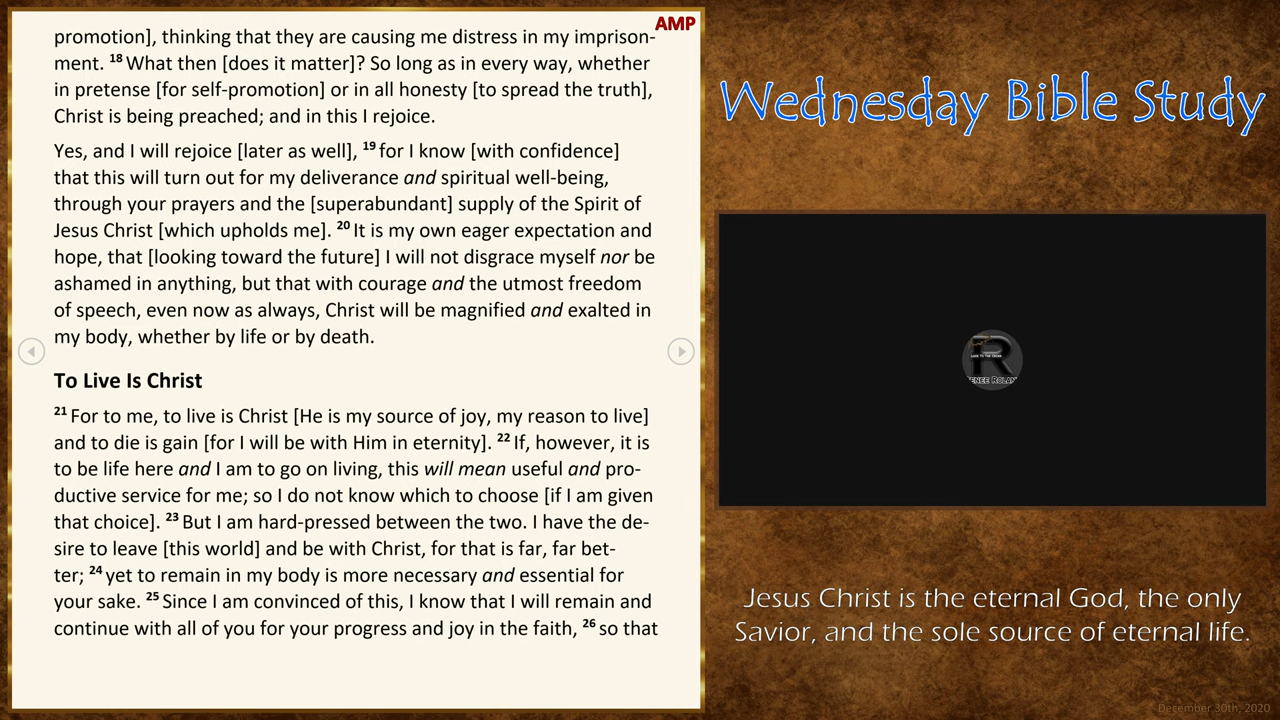 AMP
promotion], thinking that they are causing me distress in my imprison-
ment. 18 What then [does it matter]? So long as in every way, whether
in pretense [for self-promotion] or in all honesty [to spread the truth],
Christ is being preached; and in this I rejoice.
Yes, and I will rejoice [later as well], 19 for I know [with confidence]
that this will turn out for my deliverance and spiritual well-being,
through your prayers and the [superabundant] supply of the Spirit of
Jesus Christ [which upholds me]. 20 It is my own eager expectation and
hope, that [looking toward the future] I will not disgrace myself nor be
ashamed in anything, but that with courage and the utmost freedom
of speech, even now as always, Christ will be magnified and exalted in
my body, whether by life or by death.
To Live Is Christ
21 For to me, to live is Christ [He is my source of joy, my reason to live]
and to die is gain [for I will be with Him in eternity]. 22 If, however, it is
to be life here and I am to go on living, this will mean useful and pro-
ductive service for me; so I do not know which to choose [if I am given
that choice]. 23 But I am hard-pressed between the two. I have the de-
sire to leave [this world] and be with Christ, for that is far, far bet-
ter; 24 yet to remain in my body is more necessary and essential for
your sake. 25 Since I am convinced of this, I know that I will remain and
continue with all of you for your progress and joy in the faith, 26 so that
Wednesday Bible Study
R
Jesus Christ is the eternal God, the only
Savior, and the sole source of eternal life.
December 30th, 2020